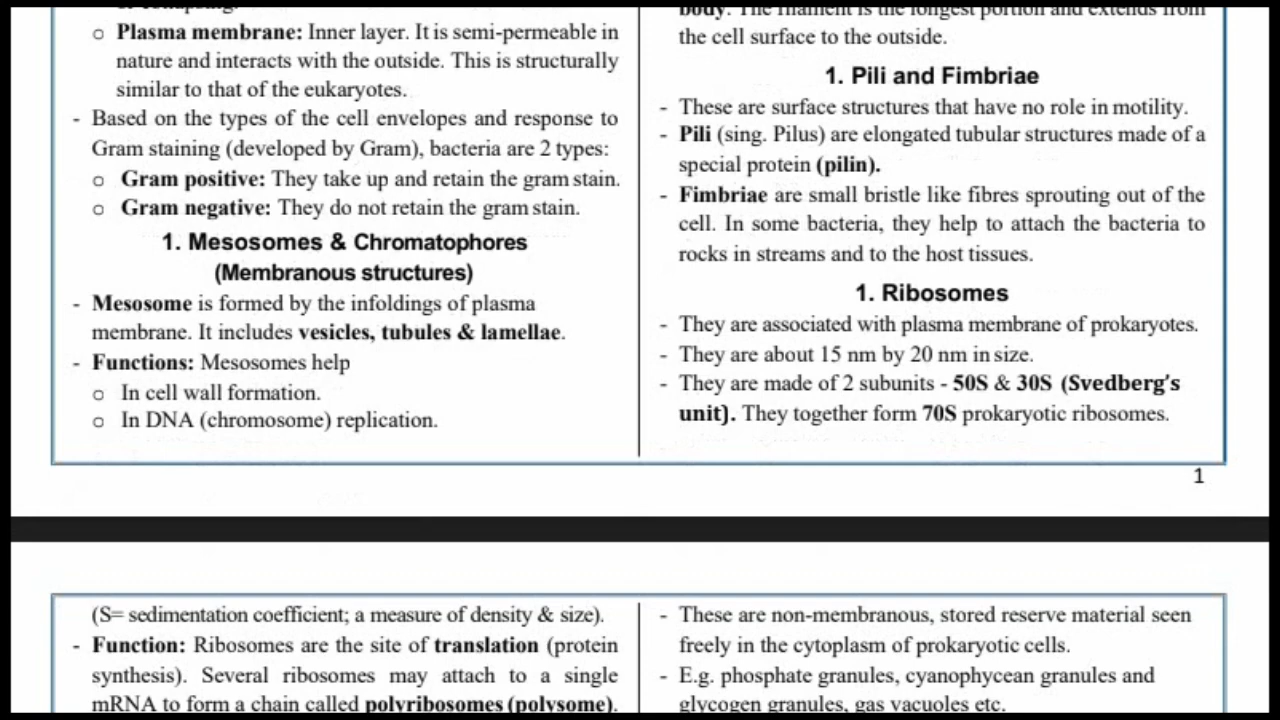 o Plasma membrane: Inner layer. It is semi-permeable in
nature and interacts with the outside. This is structurally
similar to that of the eukaryotes.
- Based on the types of the cell envelopes and response to
Gram staining (developed by Gram), bacteria are 2 types:
o Gram positive: They take up and retain the gram stain.
o Gram negative: They do not retain the gram stain.
1. Mesosomes & Chromatophores
(Membranous structures)
- Mesosome is formed by the infoldings of plasma
membrane. It includes vesicles, tubules & lamellae.
- Functions: Mesosomes help
o In cell wall formation.
o In DNA (chromosome) replication.
body. The filament is the longest portion and extends from
the cell surface to the outside.
1. Pili and Fimbriae
- These are surface structures that have no role in motility.
- Pili (sing. Pilus) are elongated tubular structures made of a
special protein (pilin).
- Fimbriae are small bristle like fibres sprouting out of the
cell. In some bacteria, they help to attach the bacteria to
rocks in streams and to the host tissues.
1. Ribosomes
- They are associated with plasma membrane of prokaryotes.
- They are about 15 nm by 20 nm in size.
- They are made of 2 subunits - 50S & 30S (Svedberg's
unit). They together form 70S prokaryotic ribosomes.
1
(S= sedimentation coefficient; a measure of density & size).
- Function: Ribosomes are the site of translation (protein
synthesis). Several ribosomes may attach to a single
mRNA to form a chain called polyribosomes (polysome).
- These are non-membranous, stored reserve material seen
freely in the cytoplasm of prokaryotic cells.
- E.g. phosphate granules, cyanophycean granules and
glycogen granules, gas vacuoles etc.